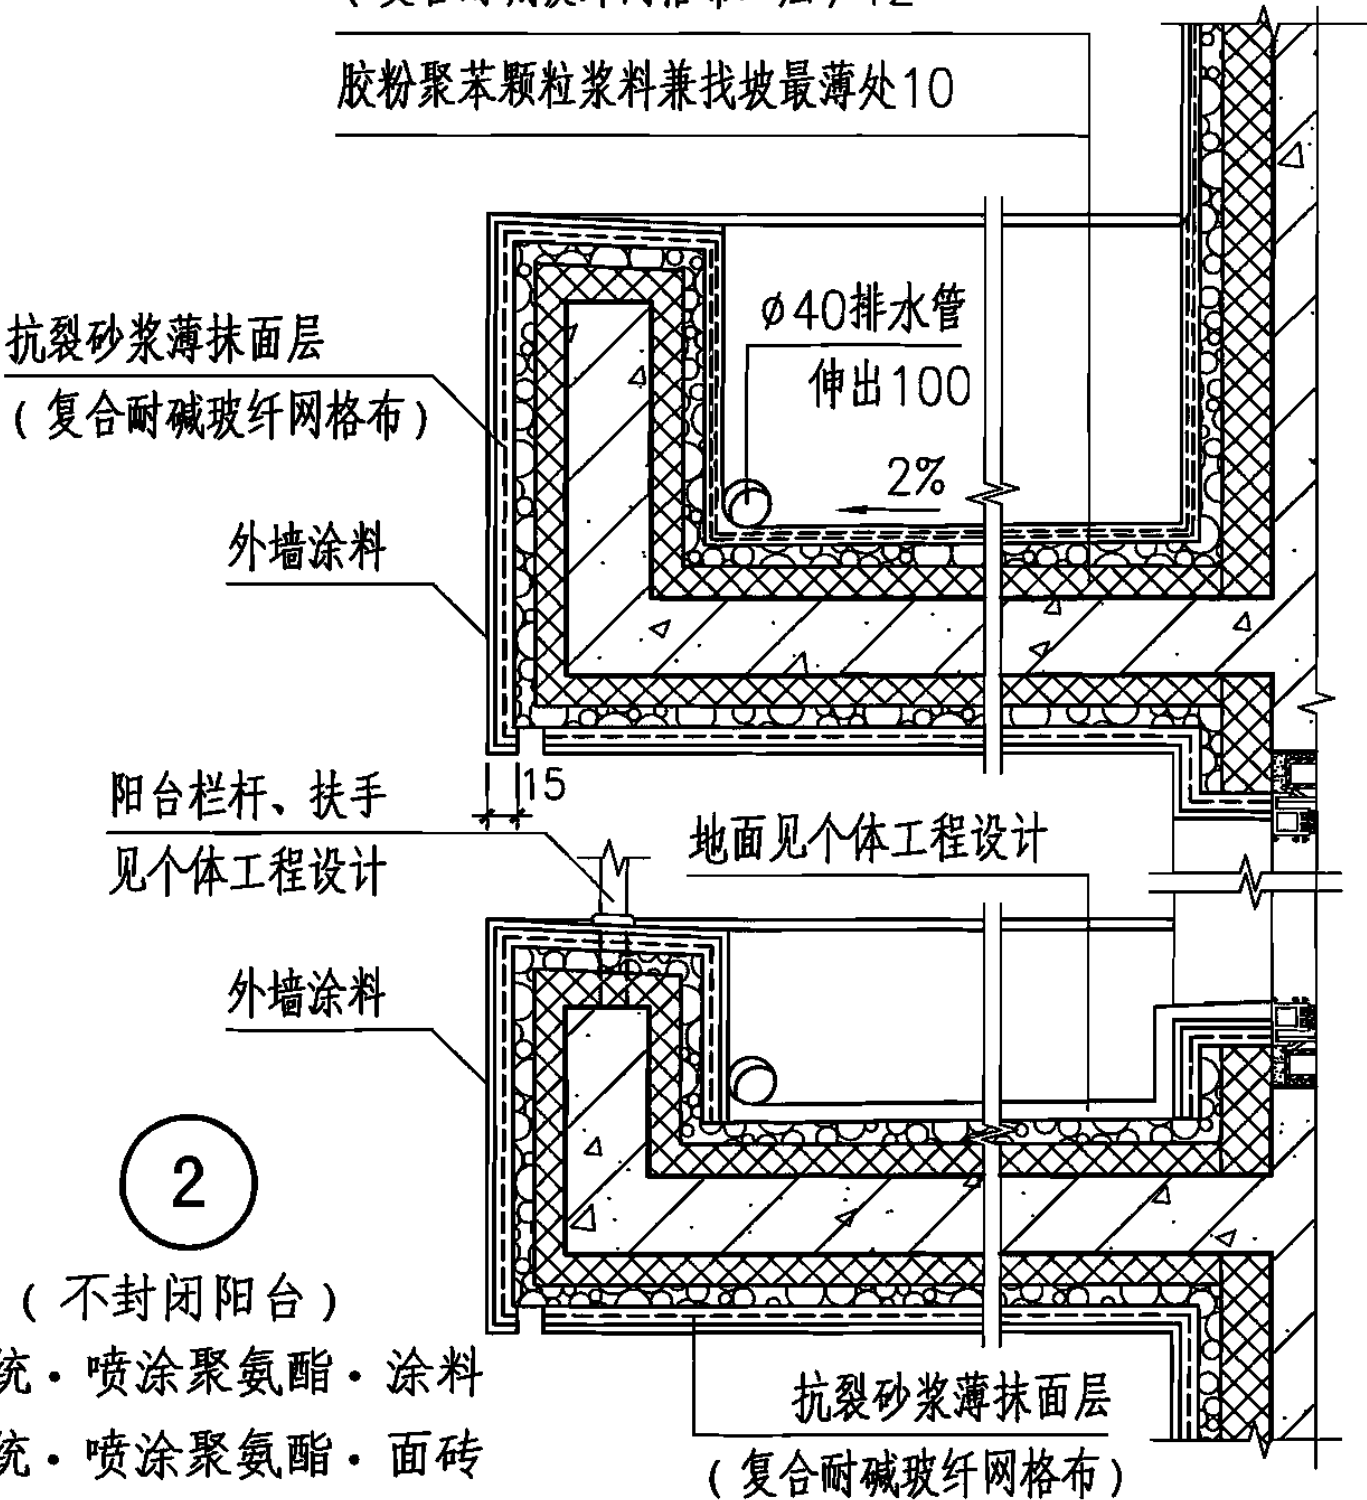 胶粉聚苯颗粒浆料兼找坡最薄处10
ø40排水管
伸出100
抗裂砂浆薄抹面层
(复合耐碱玻纤网格布)
2%
外墙涂料
15
阳台栏杆、扶手
见个体工程设计
地面见个体工程设计
外墙涂料
2
(不封闭阳台)
统·喷涂聚氨酯·涂料
统·喷涂聚氨酯·面砖
抗裂砂浆薄抹面层
(复合耐碱玻纤网格布)